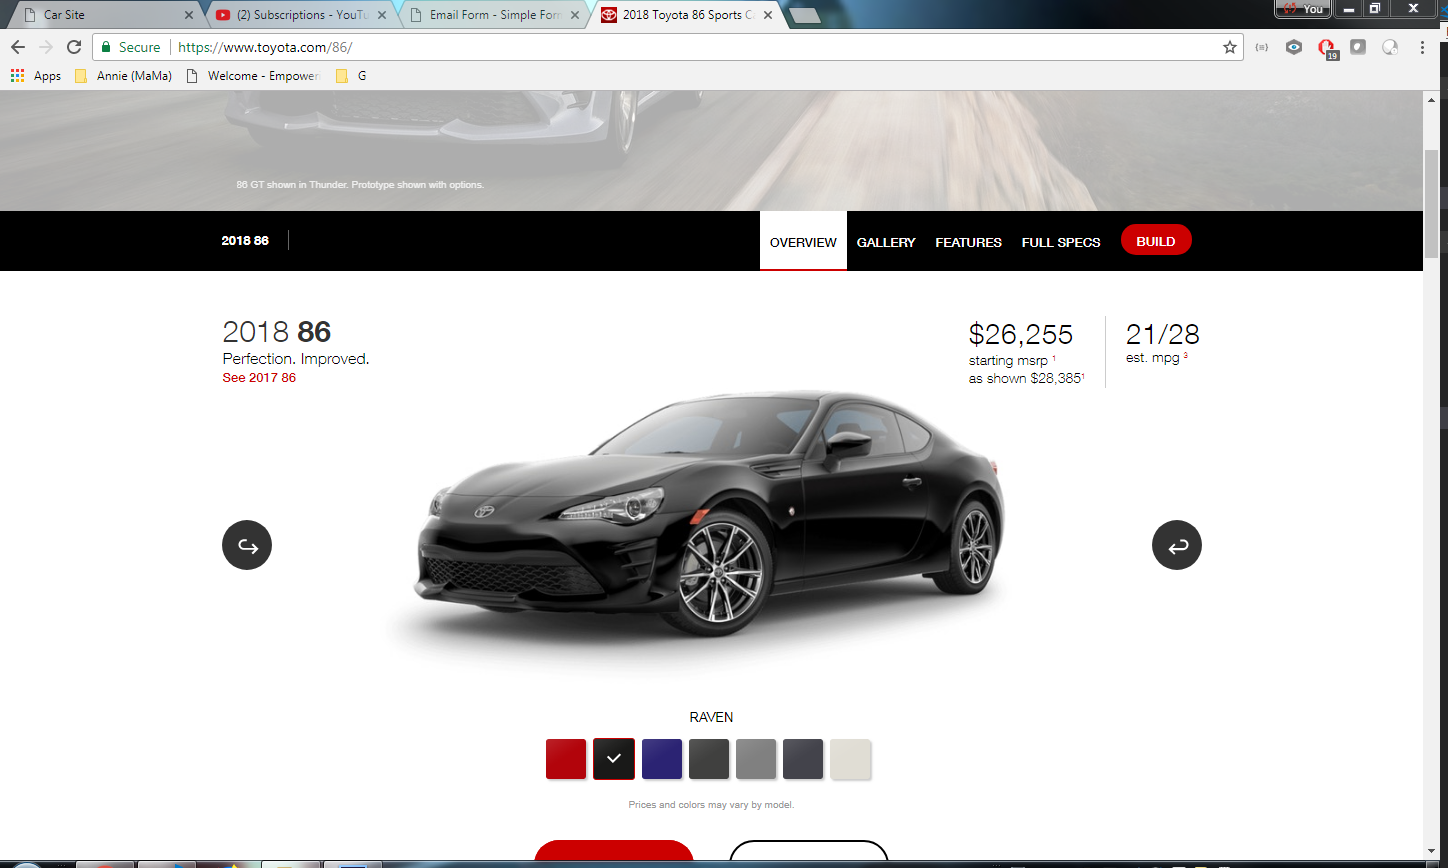 Car Site
(2) Subscriptions - YouTu
Email Form - Simple Form
2018 Toyota 86 Sports Ca
You
Secure
https://www.toyota.com/86/
19
Apps
Annie (MaMa)
Welcome - Empower
G
86 GT shown in Thunder. Prototype shown with options.
2018 86
OVERVIEW
GALLERY
FEATURES
FULL SPECS
BUILD
2018 86
Perfection. Improved.
See 2017 86
$26,255
starting msrp 1
as shown $28,385¹
21/28
est. mpg 3
RAVEN
Prices and colors may vary by model.